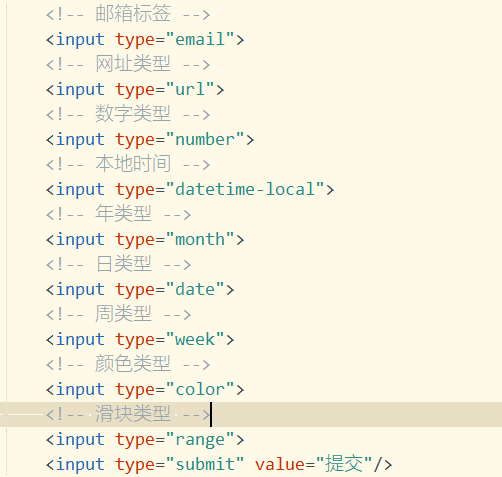 <!-- 邮箱标签 -->
<input type="email">
<!-- 网址类型 -->
<input type="url">
<!-- 数字类型 -->
<input type="number">
<!-- 本地时间 -->
<input type="datetime-local">
<!-- 年类型 -->
<input type="month">
<!-- 日类型 -->
<input type="date">
<!-- 周类型 -->
<input type="week">
<!-- 颜色类型 -->
<input type="color">
<!-- 滑块类型 -->
<input type="range">
<input type="submit" value="提交"/>